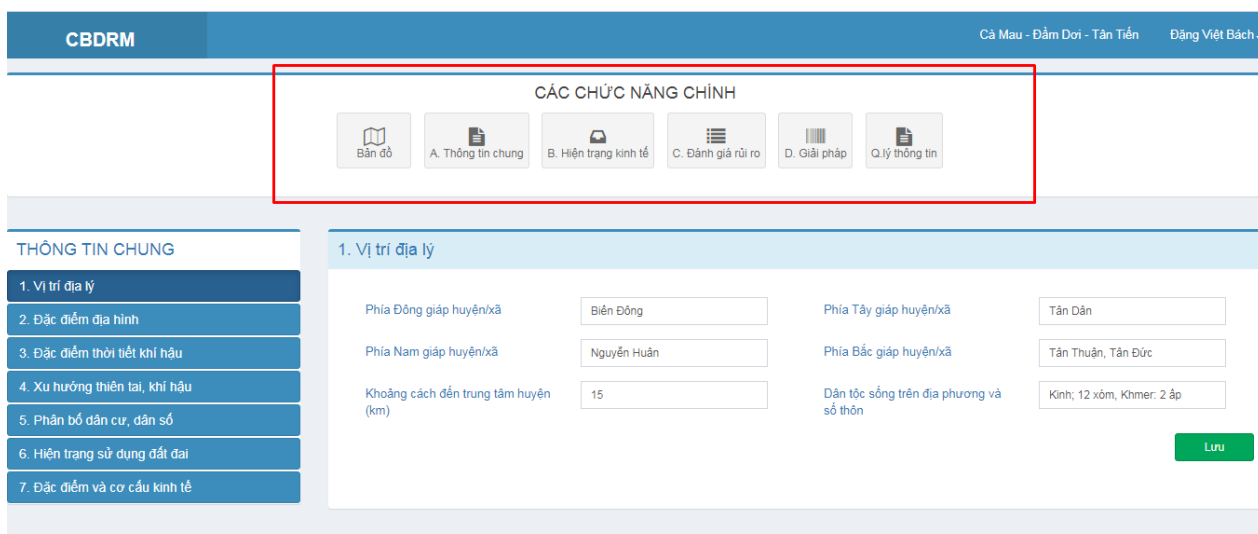 CBDRM
Cà Mau - Đầm Dơi - Tân Tiến
Đặng Việt Bách
CÁC CHỨC NĂNG CHÍNH
Bản đồ
A. Thông tin chung
B. Hiện trạng kinh tế
C. Đánh giá rủi ro
D. Giải pháp
Q.lý thông tin
THÔNG TIN CHUNG
1. Vị trí địa lý
2. Đặc điểm địa hình
3. Đặc điểm thời tiết khí hậu
4. Xu hướng thiên tai, khí hậu
5. Phân bố dân cư, dân số
6. Hiện trạng sử dụng đất đai
7. Đặc điểm và cơ cấu kinh tế
1. Vị trí địa lý
Phía Đông giáp huyện/xã
Biển Đông
Phía Tây giáp huyện/xã
Tân Dân
Phía Nam giáp huyện/xã
Nguyễn Huân
Phía Bắc giáp huyện/xã
Tân Thuận, Tân Đức
Khoảng cách đến trung tâm huyện
(km)
15
Dân tộc sống trên địa phương và
số thôn
Kinh; 12 xóm, Khmer: 2 ấp
Lưu